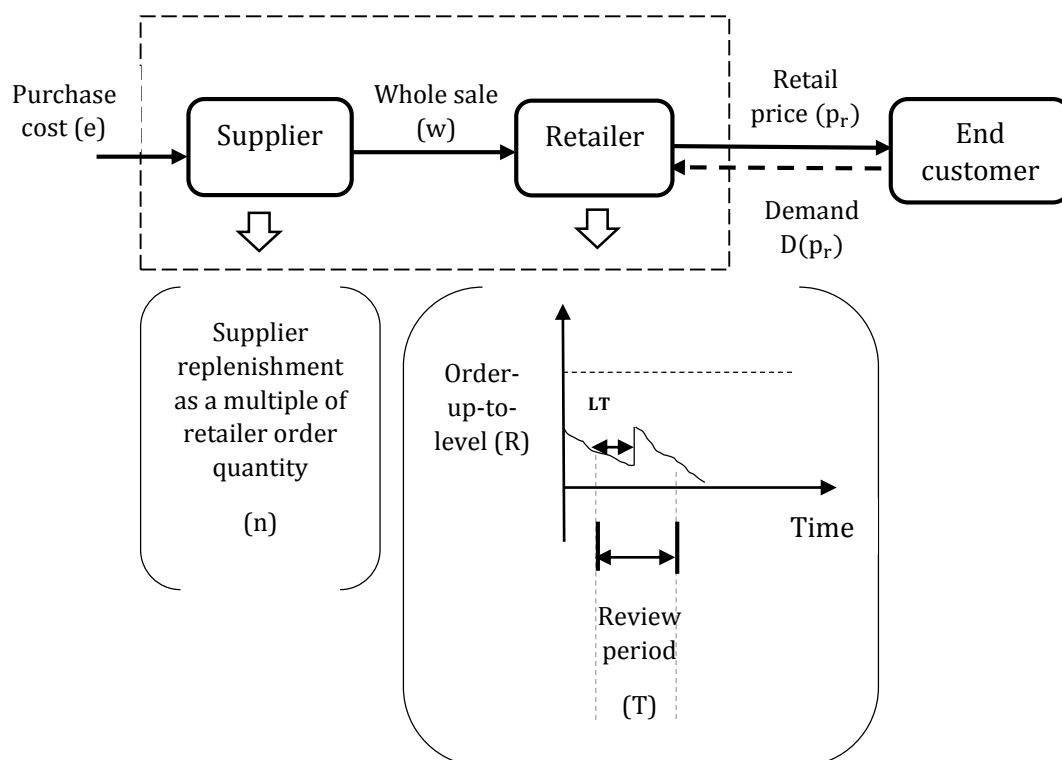 Purchase
cost (e)
Supplier
Whole sale
(w)
Retailer
Retail
price (pᵣ)
End
customer
Demand
D(pᵣ)
Supplier
replenishment
as a multiple of
retailer order
quantity
(n)
Order-
up-to-
level (R)
LT
Time
Review
period
(T)